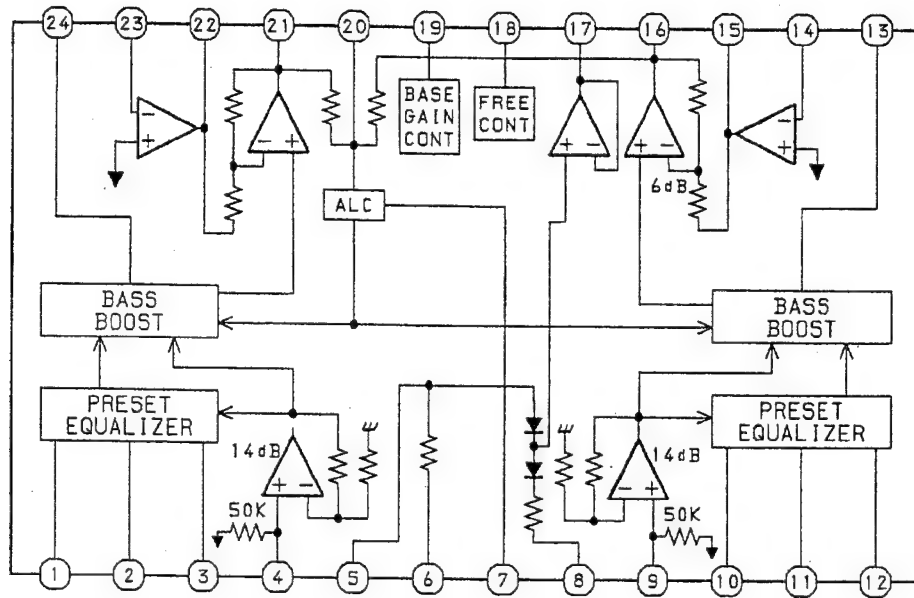 24 23 22 21 20 19 18 17 16 15 14 13
BASE
GAIN
CONT
FREE
CONT
- +
- +
+ -
+ -
- +
6dB
ALC
BASS
BOOST
BASS
BOOST
PRESET
EQUALIZER
PRESET
EQUALIZER
14dB
+ -
14dB
- +
50K
50K
1 2 3 4 5 6 7 8 9 10 11 12